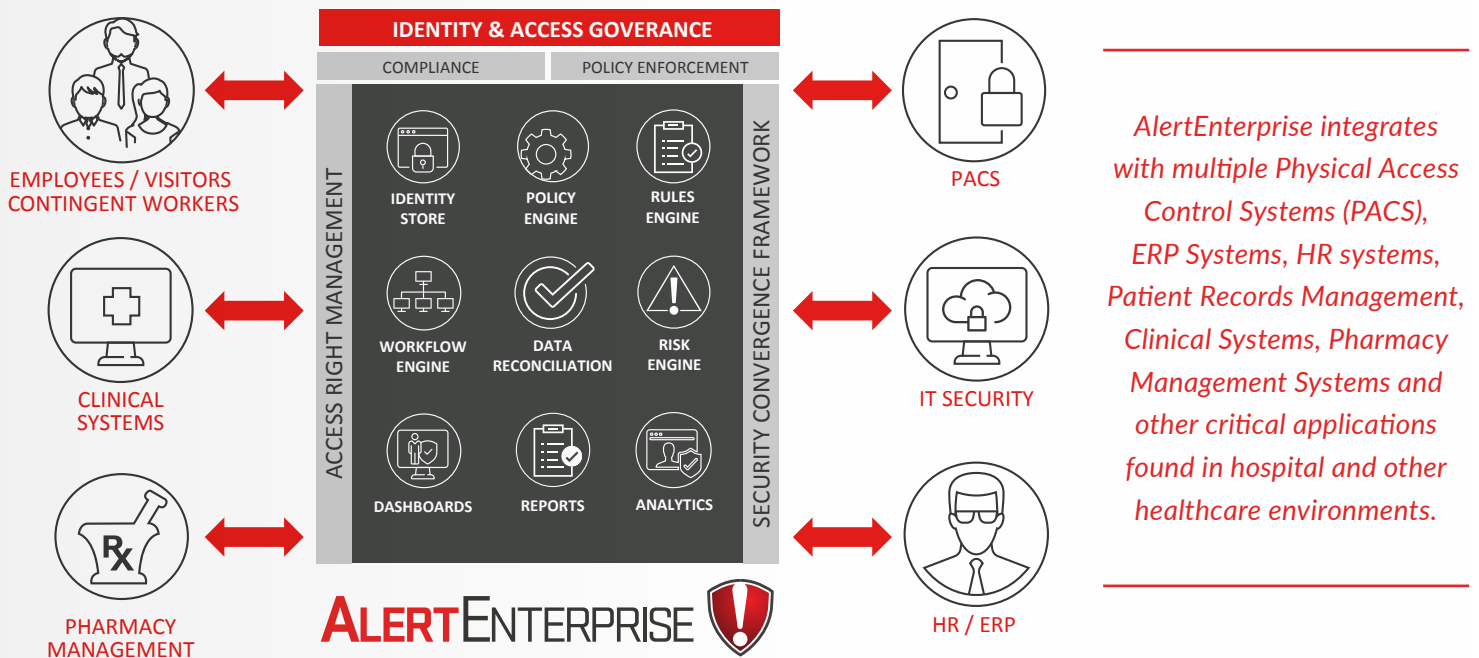 IDENTITY & ACCESS GOVERANCE
COMPLIANCE
POLICY ENFORCEMENT
EMPLOYEES / VISITORS
CONTINGENT WORKERS
CLINICAL
SYSTEMS
Rx
PHARMACY
MANAGEMENT
ACCESS RIGHT MANAGEMENT
IDENTITY
STORE
POLICY
ENGINE
RULES
ENGINE
WORKFLOW
ENGINE
DATA
RECONCILIATION
RISK
ENGINE
DASHBOARDS
REPORTS
ANALYTICS
SECURITY CONVERGENCE FRAMEWORK
ALERTENTERPRISE
PACS
IT SECURITY
HR / ERP
AlertEnterprise integrates
with multiple Physical Access
Control Systems (PACS),
ERP Systems, HR systems,
Patient Records Management,
Clinical Systems, Pharmacy
Management Systems and
other critical applications
found in hospital and other
healthcare environments.